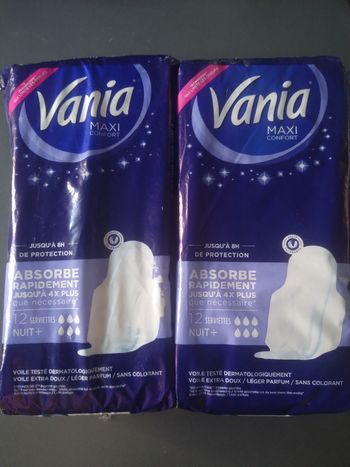 Vania
MAXI
CONFORT
JUSQU'À 8H
DE PROTECTION
ABSORBE
RAPIDEMENT
JUSQU'À 4X PLUS
que nécessaire*
12 SERVIETTES
NUIT+
VOILE TESTÉ DERMATOLOGIQUEMENT
VOILE EXTRA DOUX / LÉGER PARFUM / SANS COLORANT
Vania
MAXI
CONFORT
JUSQU'À 8H
DE PROTECTION
ABSORBE
RAPIDEMENT
JUSQU'À 4X PLUS
que nécessaire*
12 SERVIETTES
NUIT+
VOILE TESTÉ DERMATOLOGIQUEMENT
VOILE EXTRA DOUX / LÉGER PARFUM / SANS COLORANT